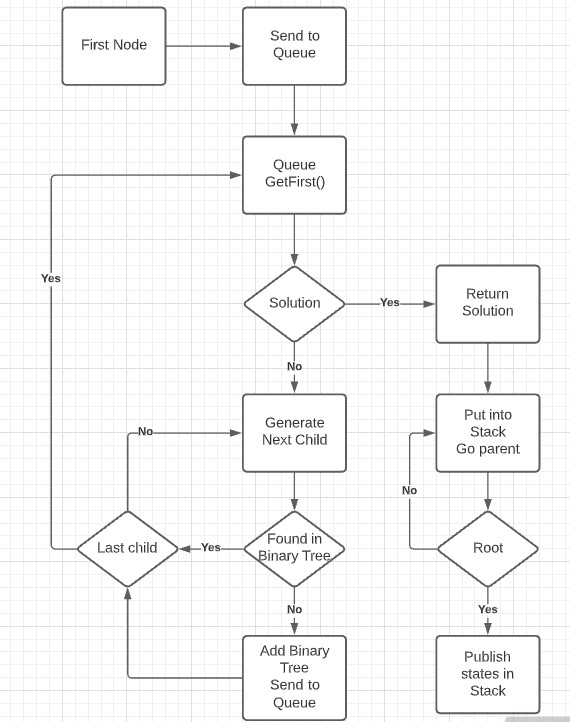 First Node
Send to
Queue
Queue
GetFirst()
Yes
Solution
Yes
Return
Solution
No
Generate
Next Child
Put into
Stack
Go parent
No
No
Last child
Yes
Found in
Binary Tree
Root
No
Yes
Add Binary
Tree
Send to
Queue
Publish
states in
Stack